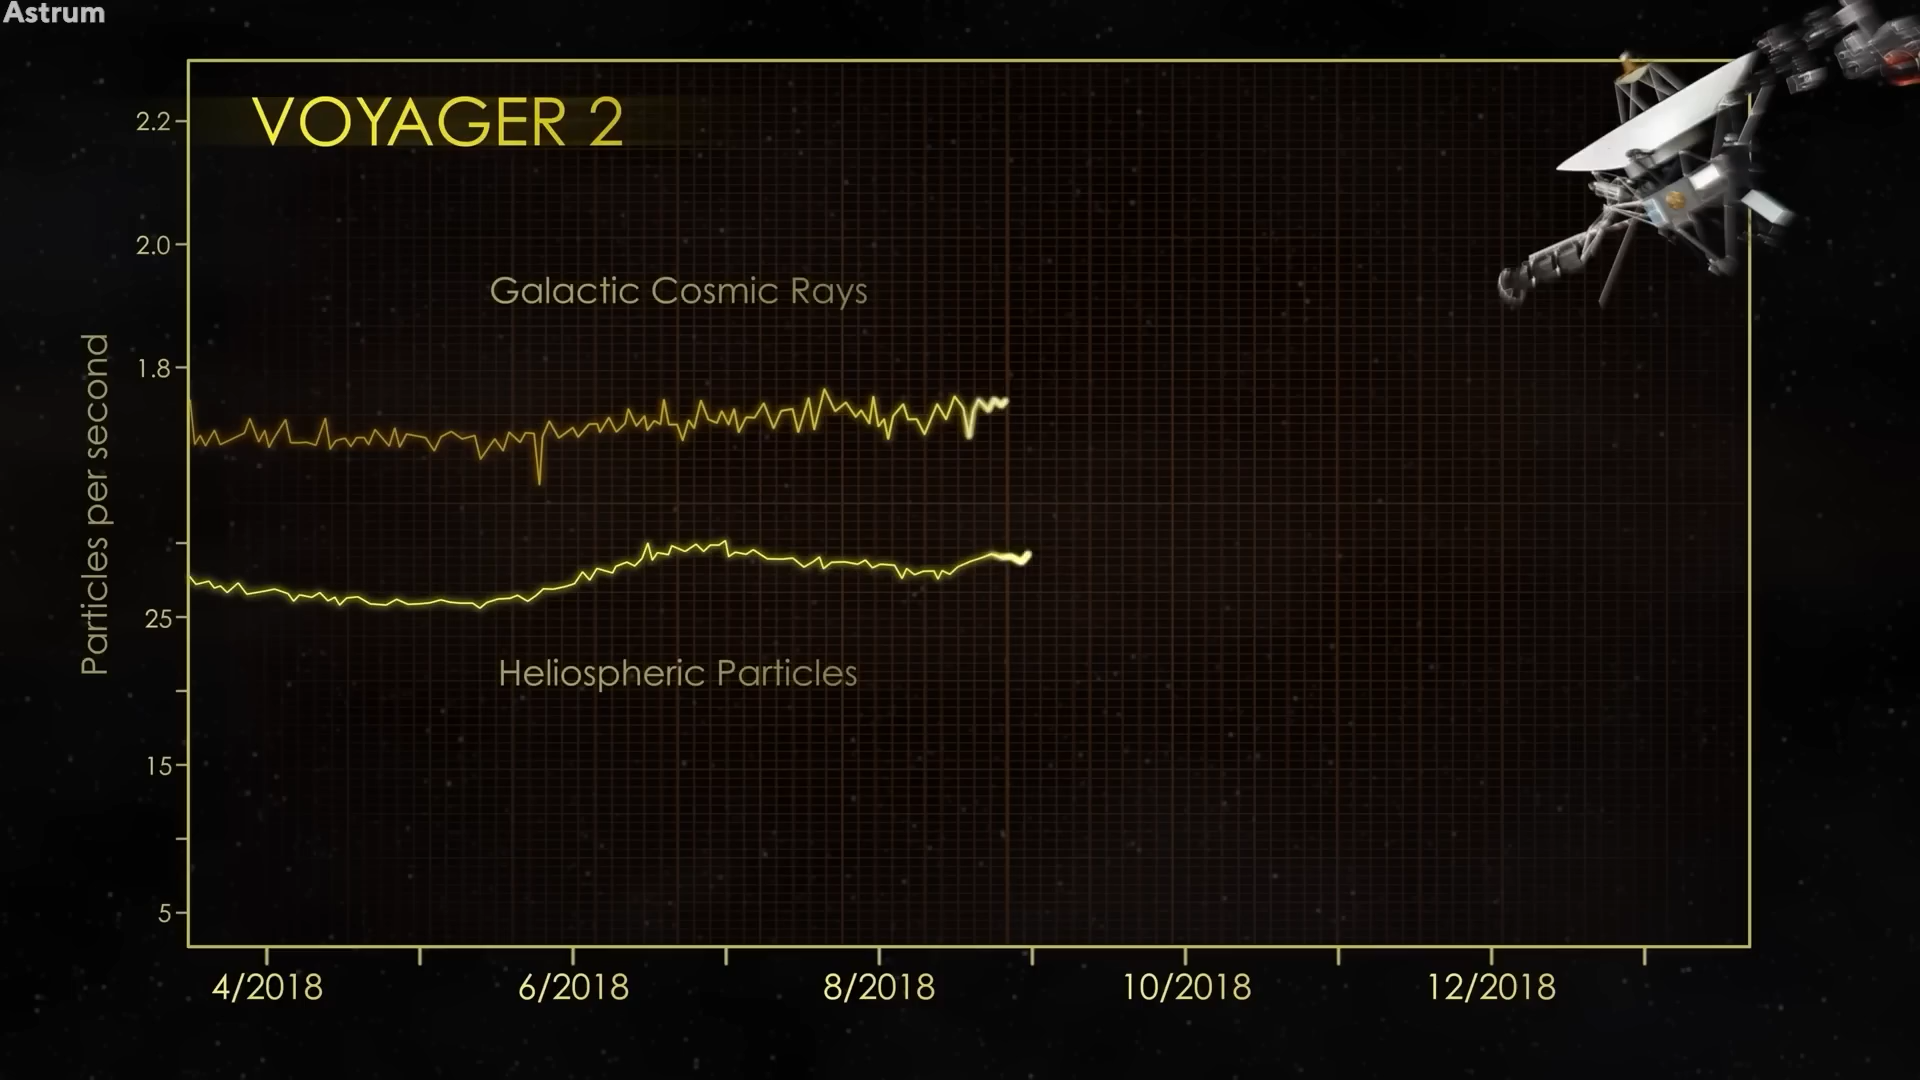 Astrum
VOYAGER 2
2.2
2.0
Galactic Cosmic Rays
1.8
Particles per second
25
Heliospheric Particles
15
5
4/2018 6/2018 8/2018 10/2018 12/2018